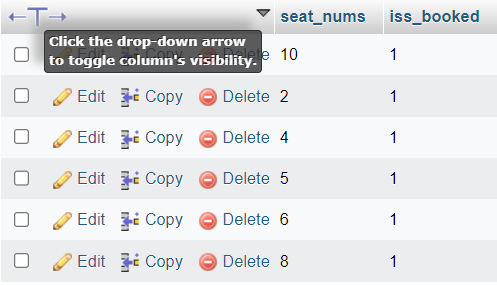 seat_nums iss_booked
Click the drop-down arrow
to toggle column's visibility.
Edit Copy Delete 10 1
Edit Copy Delete 2 1
Edit Copy Delete 4 1
Edit Copy Delete 5 1
Edit Copy Delete 6 1
Edit Copy Delete 8 1